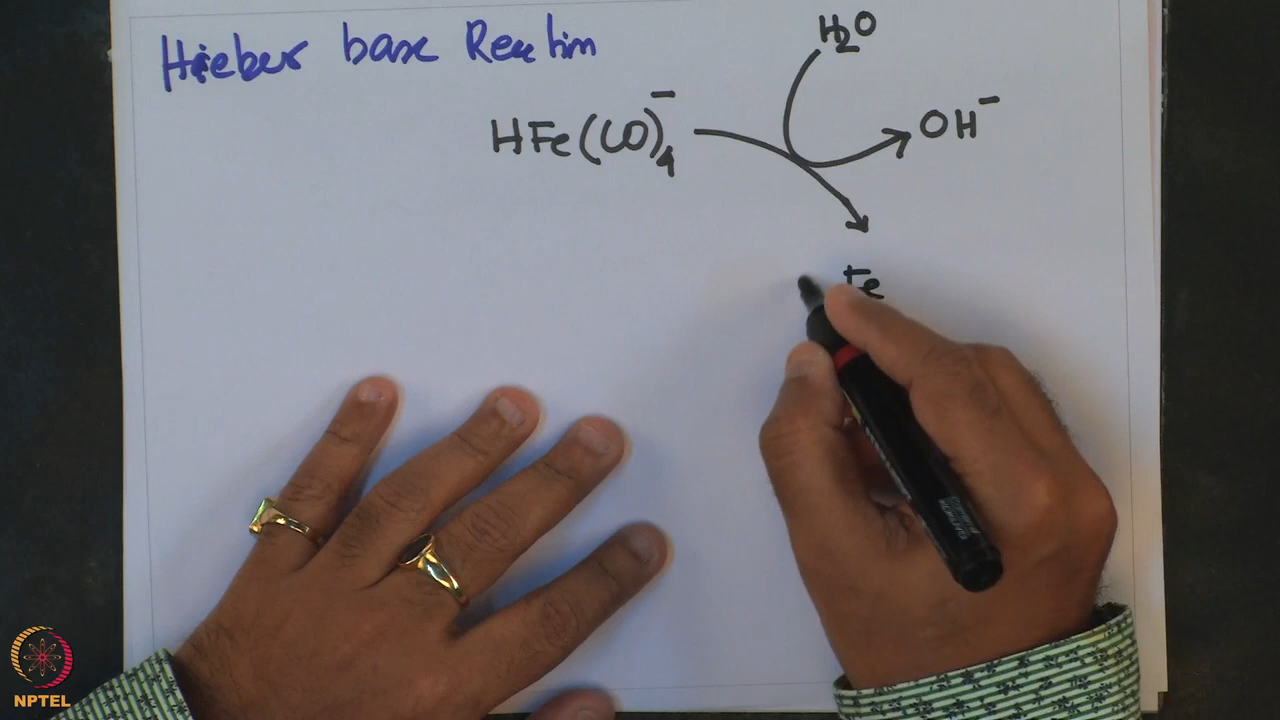 Hieber base Reaction
H₂O
HFe(CO)₄⁻
OH⁻
Fe
NPTEL